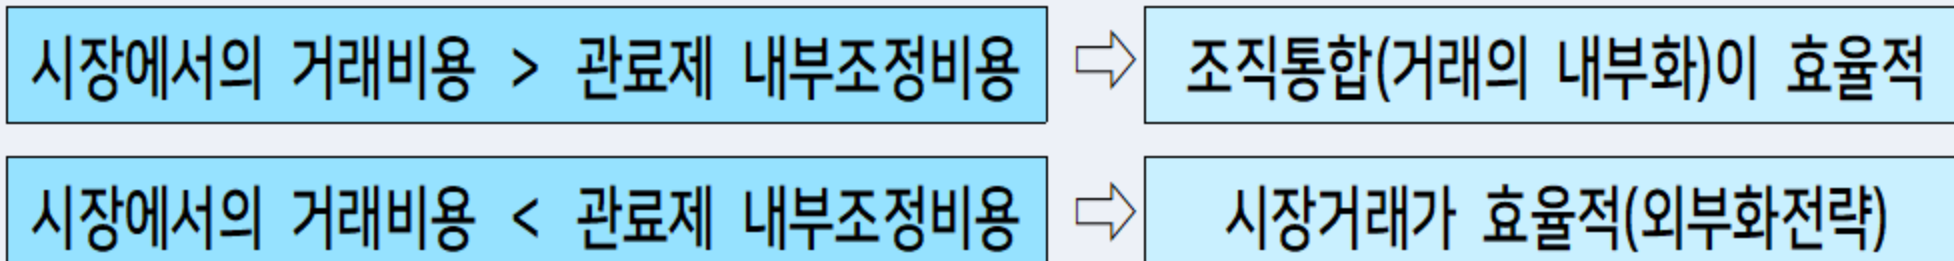 시장에서의 거래비용 > 관료제 내부조정비용 ⇨ 조직통합(거래의 내부화)이 효율적
시장에서의 거래비용 < 관료제 내부조정비용 ⇨ 시장거래가 효율적(외부화전략)